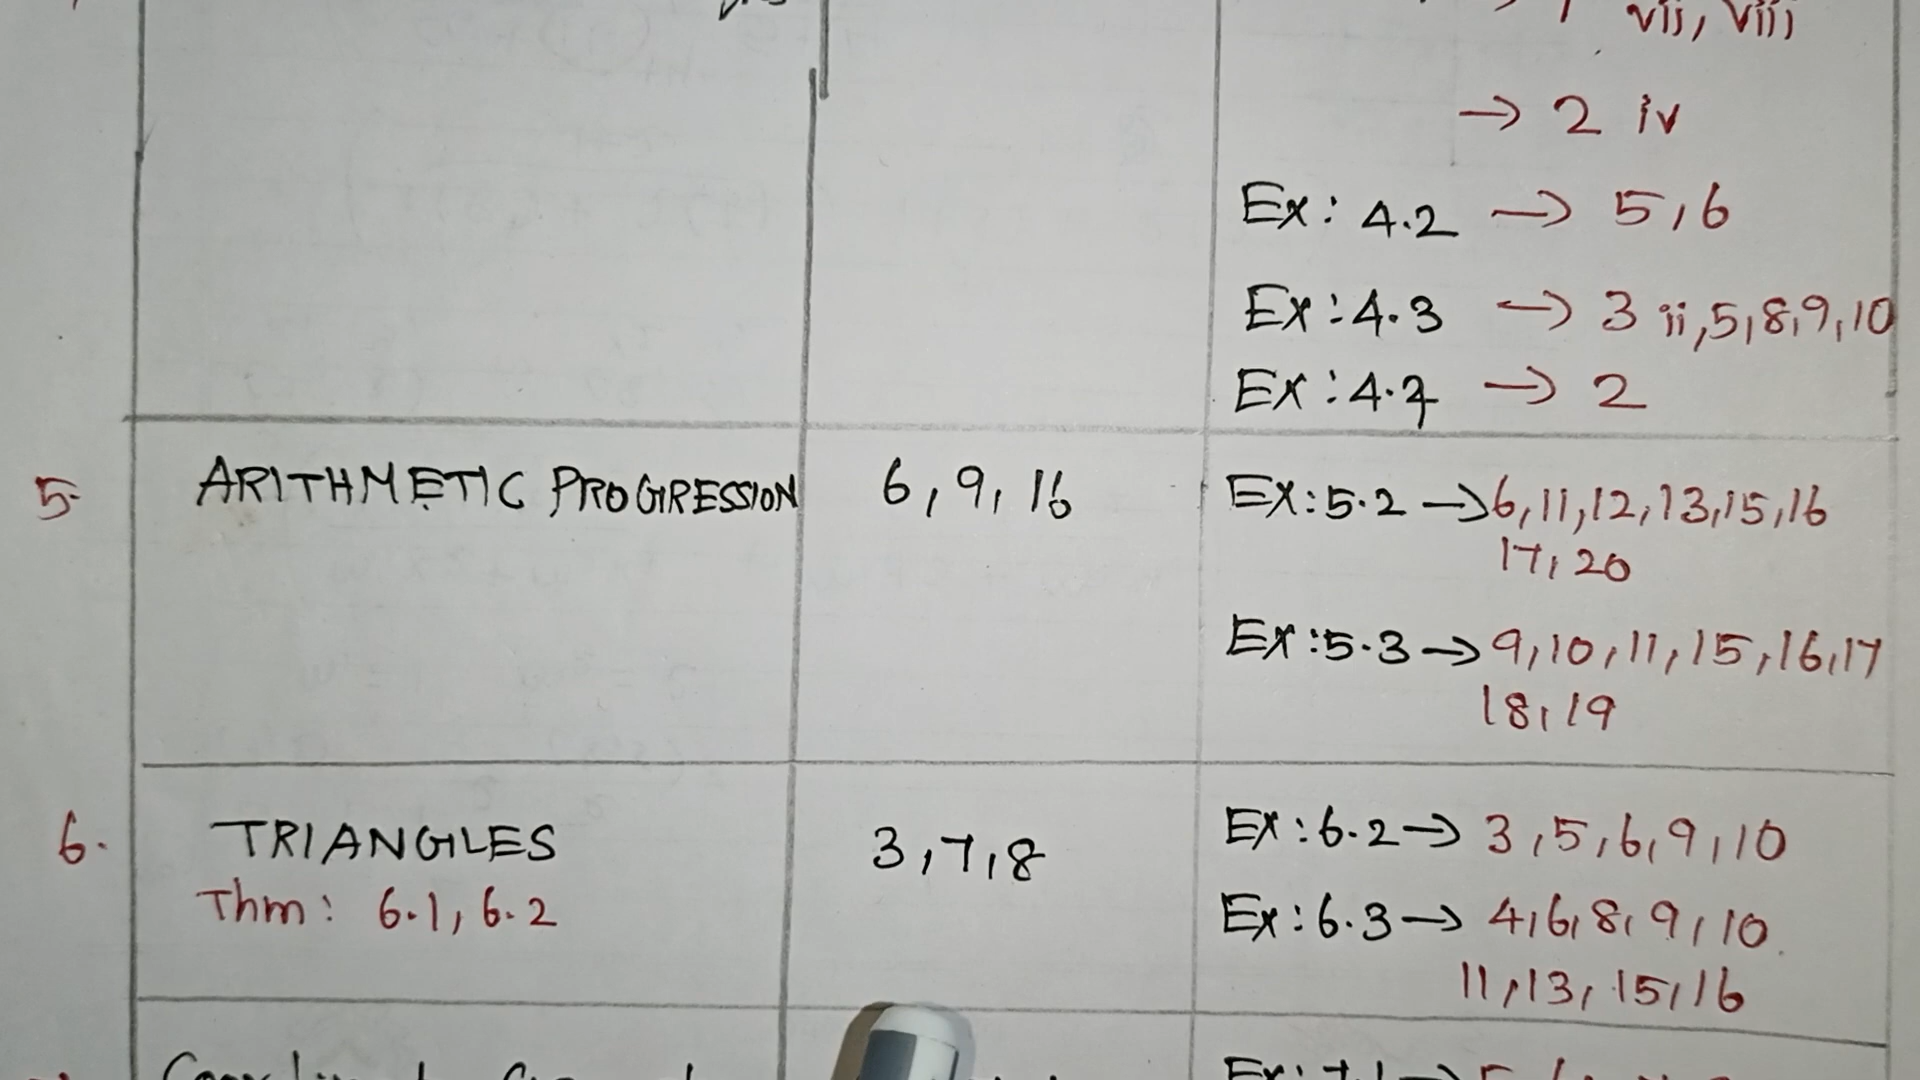 vii, viii
→ 2 iv
Ex: 4.2 → 5, 6
Ex: 4.3 → 3 ii, 5, 8, 9, 10
Ex: 4.4 → 2
5. ARITHMETIC PROGRESSION 6, 9, 16 Ex: 5.2 → 6, 11, 12, 13, 15, 16
17, 20
Ex: 5.3 → 9, 10, 11, 15, 16, 17
18, 19
6. TRIANGLES 3, 7, 8 Ex: 6.2 → 3, 5, 6, 9, 10
Thm: 6.1, 6.2 Ex: 6.3 → 4, 6, 8, 9, 10
11, 13, 15, 16
Ex: 7.1 →